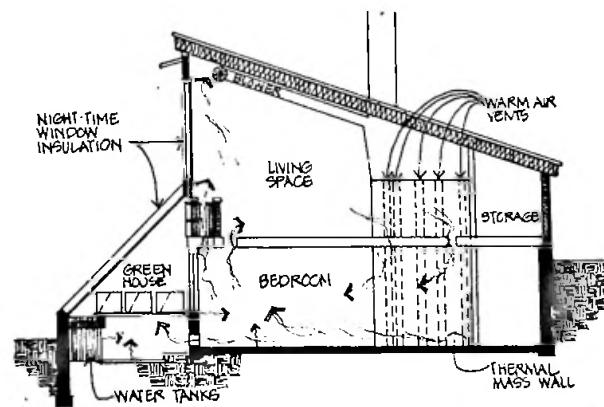 BLOWER
WARM AIR
VENTS
NIGHT-TIME
WINDOW
INSULATION
LIVING
SPACE
STORAGE
GREEN
HOUSE
BEDROOM
THERMAL
MASS WALL
WATER TANKS